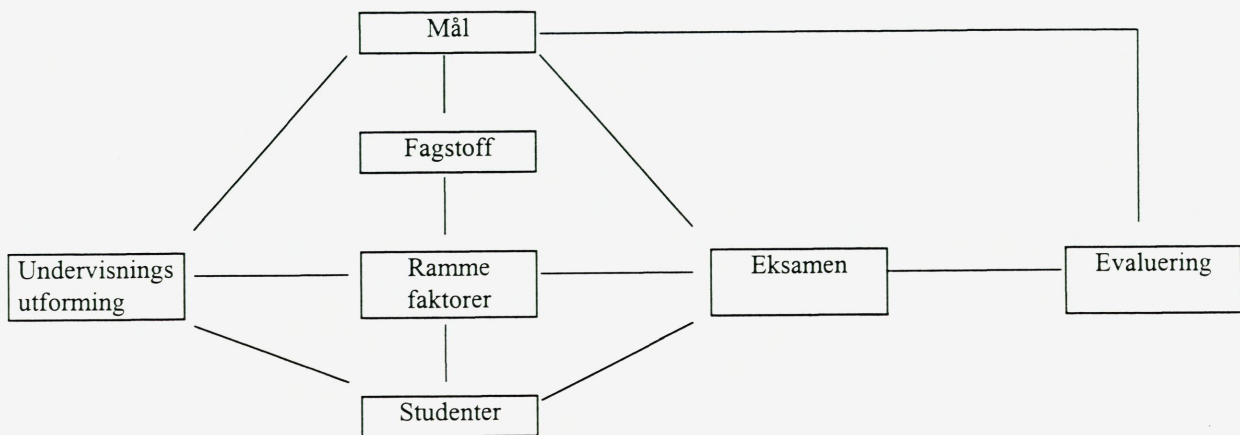 Mål
Fagstoff
Undervisnings
utforming
Ramme
faktorer
Eksamen
Evaluering
Studenter